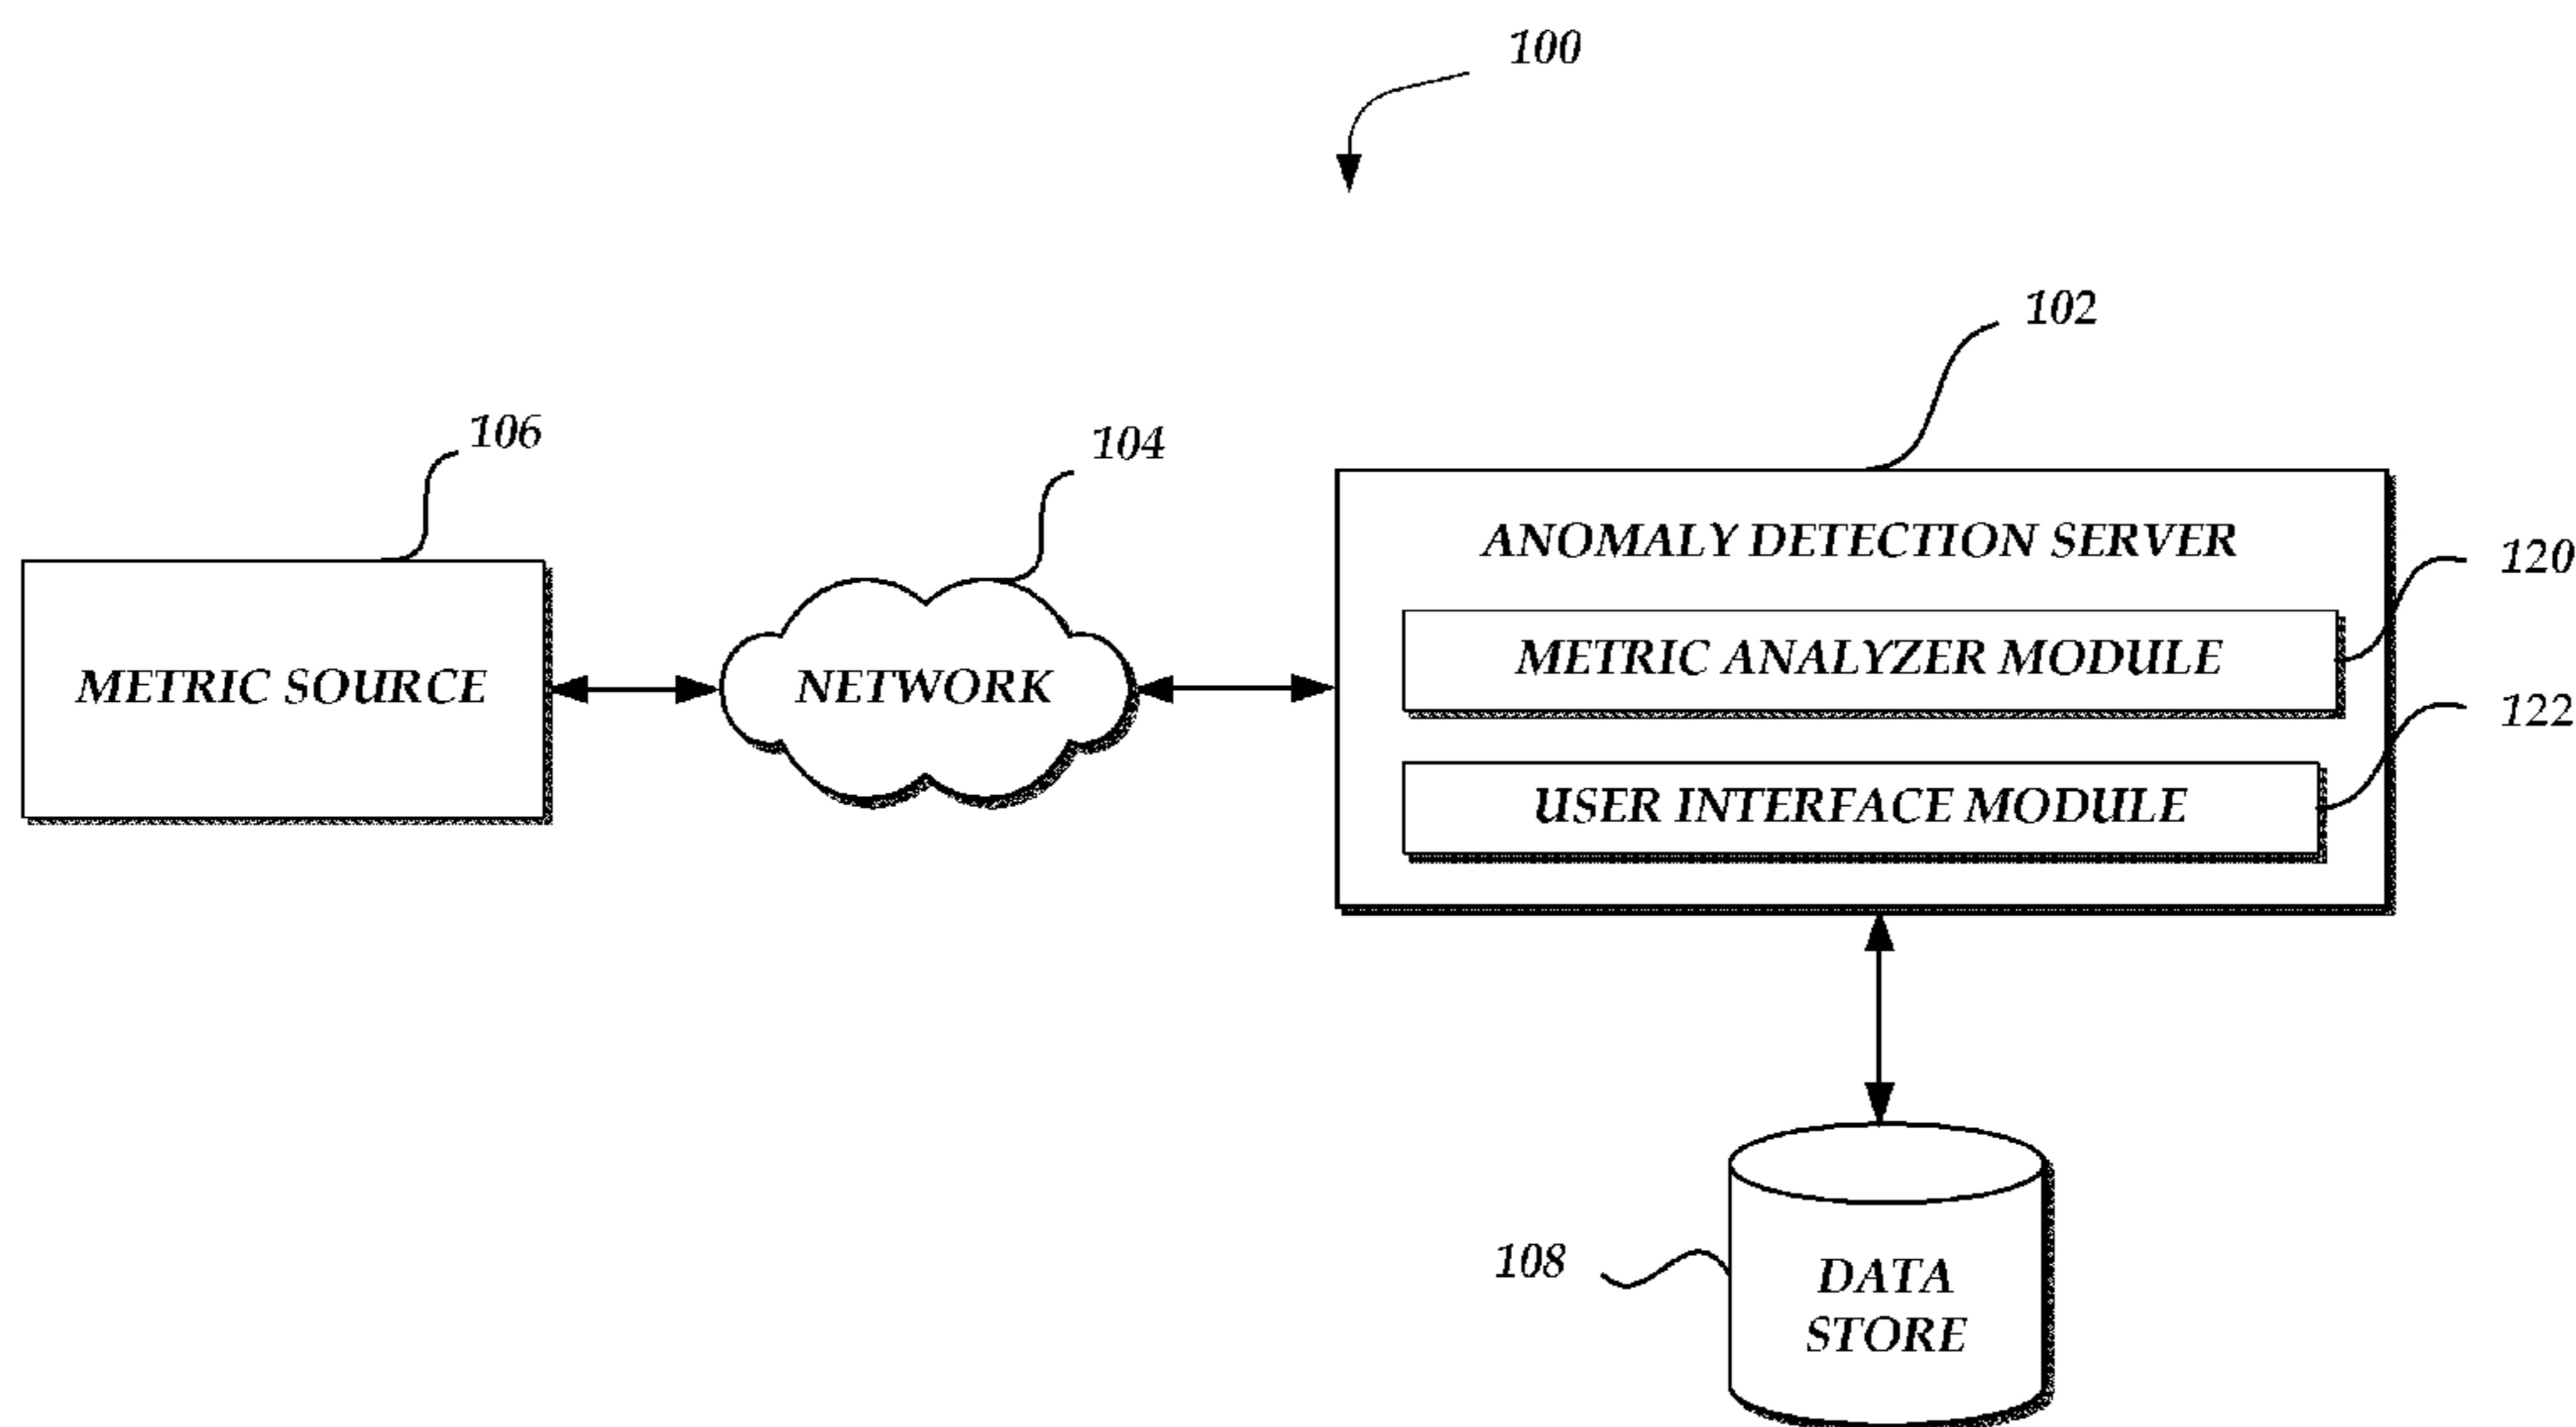 100
102
106
104
ANOMALY DETECTION SERVER
120
METRIC SOURCE
NETWORK
METRIC ANALYZER MODULE
122
USER INTERFACE MODULE
108
DATA
STORE